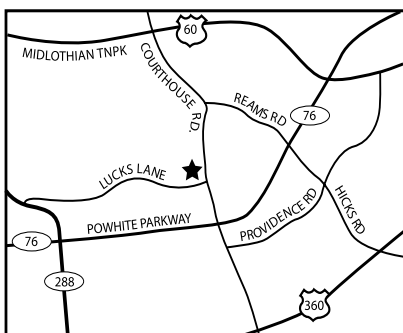 60
MIDLOTHIAN TNPK
COURTHOUSE RD.
REAMS RD
76
LUCKS LANE
PROVIDENCE RD
HICKS RD
POWHITE PARKWAY
76
288
360